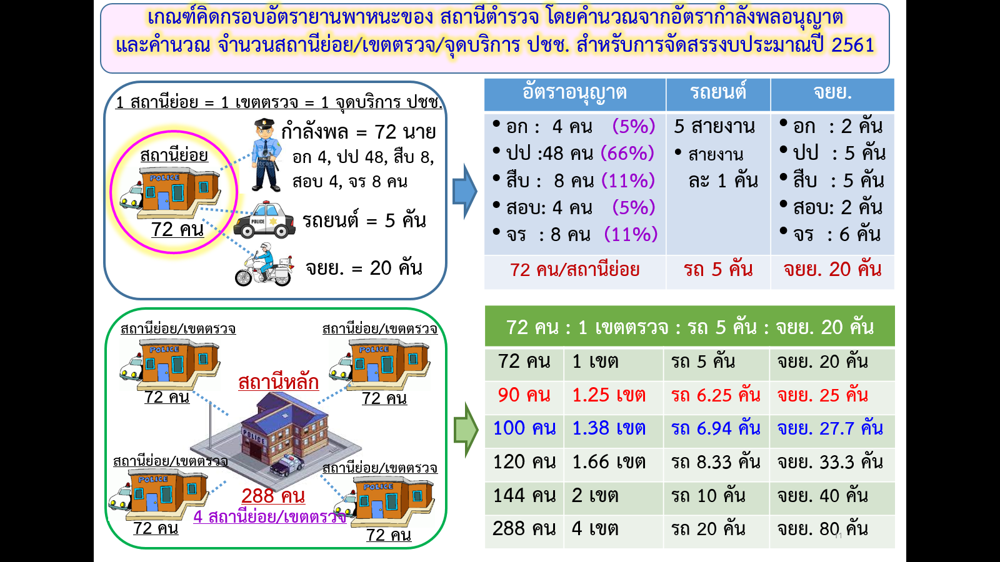 เกณฑ์คิดกรอบอัตรายานพาหนะของ สถานีตำรวจ โดยคำนวณจากอัตรากำลังพลอนุญาต
และคำนวณ จำนวนสถานีย่อย/เขตตรวจ/จุดบริการ ปชช. สำหรับการจัดสรรงบประมาณปี 2561
1 สถานีย่อย = 1 เขตตรวจ = 1 จุดบริการ ปชช.
กำลังพล = 72 นาย
อก 4, ปป 48, สืบ 8,
สอบ 4, จร 8 คน
สถานีย่อย
POLICE
72 คน
POLICE
รถยนต์ = 5 คัน
จยย. = 20 คัน
อัตราอนุญาต รถยนต์ จยย.
• อก : 4 คน (5%) 5 สายงาน • อก : 2 คัน
• ปป :48 คน (66%) • สายงาน • ปป : 5 คัน
• สืบ : 8 คน (11%) ละ 1 คัน • สืบ : 5 คัน
• สอบ: 4 คน (5%) • สอบ: 2 คัน
• จร : 8 คน (11%) • จร : 6 คัน
72 คน/สถานีย่อย รถ 5 คัน จยย. 20 คัน
สถานีย่อย/เขตตรวจ
POLICE
72 คน
สถานีย่อย/เขตตรวจ
POLICE
72 คน
สถานีหลัก
POLICE
288 คน
4 สถานีย่อย/เขตตรวจ
สถานีย่อย/เขตตรวจ
POLICE
72 คน
สถานีย่อย/เขตตรวจ
POLICE
72 คน
72 คน : 1 เขตตรวจ : รถ 5 คัน : จยย. 20 คัน
72 คน 1 เขต รถ 5 คัน จยย. 20 คัน
90 คน 1.25 เขต รถ 6.25 คัน จยย. 25 คัน
100 คน 1.38 เขต รถ 6.94 คัน จยย. 27.7 คัน
120 คน 1.66 เขต รถ 8.33 คัน จยย. 33.3 คัน
144 คน 2 เขต รถ 10 คัน จยย. 40 คัน
288 คน 4 เขต รถ 20 คัน จยย. 80 คัน